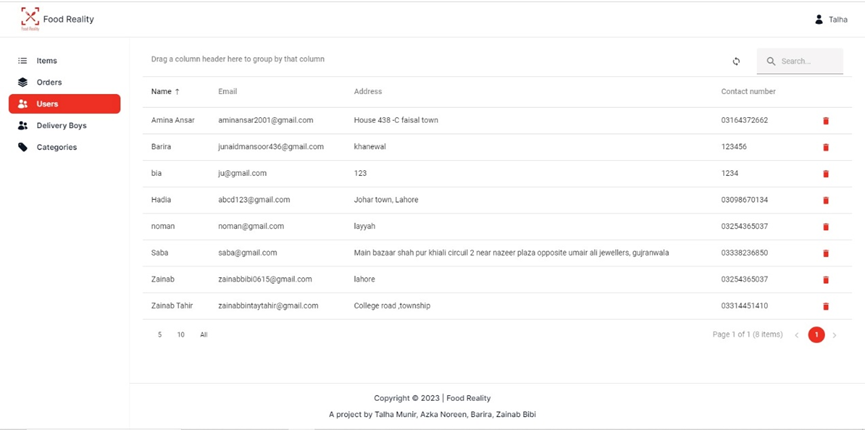 Food Reality
Food Reality
Talha
Items
Orders
Users
Delivery Boys
Categories
Drag a column header here to group by that column
Search...
Name ↑ Email Address Contact number
Amina Ansar aminansar2001@gmail.com House 438 -C faisal town 03164372662
Barira junaidmansoor436@gmail.com khanewal 123456
bia ju@gmail.com 123 1234
Hadia abcd123@gmail.com Johar town, Lahore 03098670134
noman noman@gmail.com layyah 03254365037
Saba saba@gmail.com Main bazaar shah pur khiali circuil 2 near nazeer plaza opposite umair ali jewellers, gujranwala 03338236850
Zainab zainabbibi0615@gmail.com lahore 03254365037
Zainab Tahir zainabbintaytahir@gmail.com College road ,township 03314451410
5 10 All
Page 1 of 1 (8 items) 1
Copyright © 2023 | Food Reality
A project by Talha Munir, Azka Noreen, Barira, Zainab Bibi